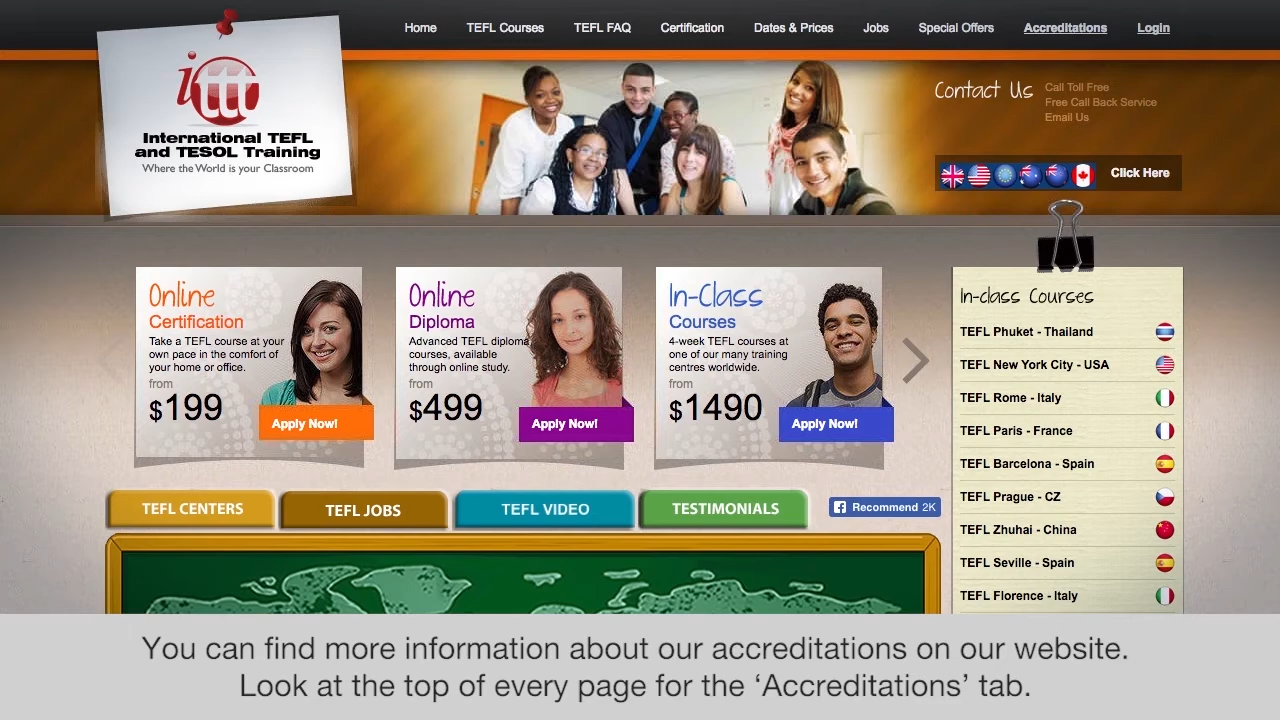 Home TEFL Courses TEFL FAQ Certification Dates & Prices Jobs Special Offers Accreditations Login
ittt
International TEFL
and TESOL Training
Where the World is your Classroom
Contact Us
Call Toll Free
Free Call Back Service
Email Us
Click Here
Online
Certification
Take a TEFL course at your
own pace in the comfort of
your home or office.
from
$199
Apply Now!
Online
Diploma
Advanced TEFL diploma
courses, available
through online study.
from
$499
Apply Now!
In-Class
Courses
4-week TEFL courses at
one of our many training
centres worldwide.
from
$1490
Apply Now!
In-class Courses
TEFL Phuket - Thailand
TEFL New York City - USA
TEFL Rome - Italy
TEFL Paris - France
TEFL Barcelona - Spain
TEFL Prague - CZ
TEFL Zhuhai - China
TEFL Seville - Spain
TEFL Florence - Italy
TEFL CENTERS
TEFL JOBS
TEFL VIDEO
TESTIMONIALS
Recommend 2K
You can find more information about our accreditations on our website.
Look at the top of every page for the ‘Accreditations’ tab.